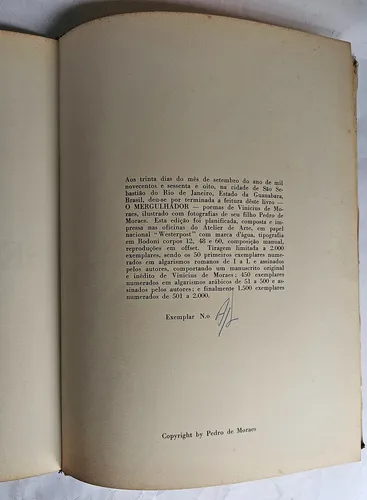 Aos trinta dias do mês de setembro do ano de mil
novecentos e sessenta e oito, na cidade de São Se-
bastião do Rio de Janeiro, Estado da Guanabara,
Brasil, deu-se por terminada a feitura dêste livro —
O MERGULHADOR — poemas de Vinicius de Mo-
raes, ilustrado com fotografias de seu filho Pedro de
Moraes. Esta edição foi planificada, composta e im-
pressa nas oficinas do Atelier de Arte, em papel
nacional "Westerpost" com marca d'água, tipografia
em Bodoni corpos 12, 48 e 60, composição manual,
reproduções em offset. Tiragem limitada a 2.000
exemplares, sendo os 50 primeiros exemplares nume-
rados em algarismos romanos de I a L e assinados
pelos autores, comportando um manuscrito original
e inédito de Vinicius de Moraes; 450 exemplares
numerados em algarismos arábicos de 51 a 500 e as-
sinados pelos autores; e finalmente 1.500 exemplares
numerados de 501 a 2.000.
Exemplar N.o
Copyright by Pedro de Moraes